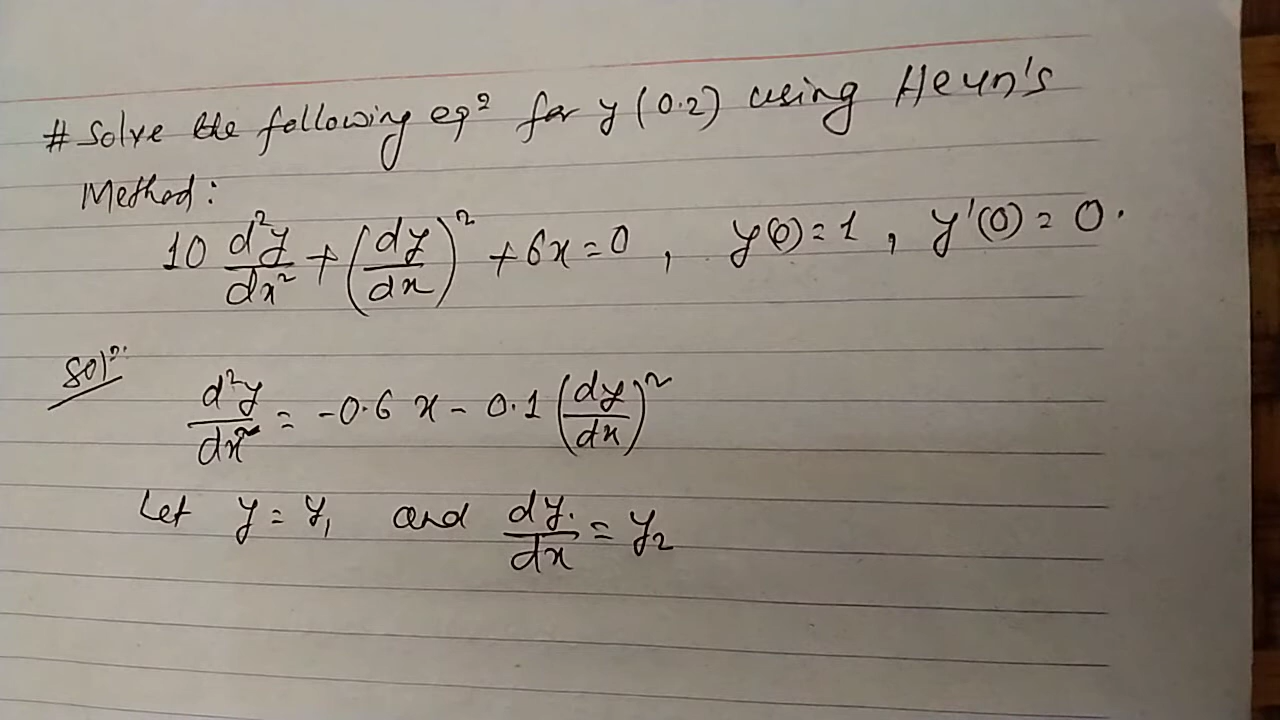 # Solve the following eqn for y(0.2) using Heun's
Method:
10 d²y/dx² + (dy/dx)² + 6x = 0 , y(0) = 1 , y'(0) = 0.
Solⁿ:
d²y/dx² = -0.6 x - 0.1 (dy/dx)²
Let y = y₁ and dy/dx = y₂